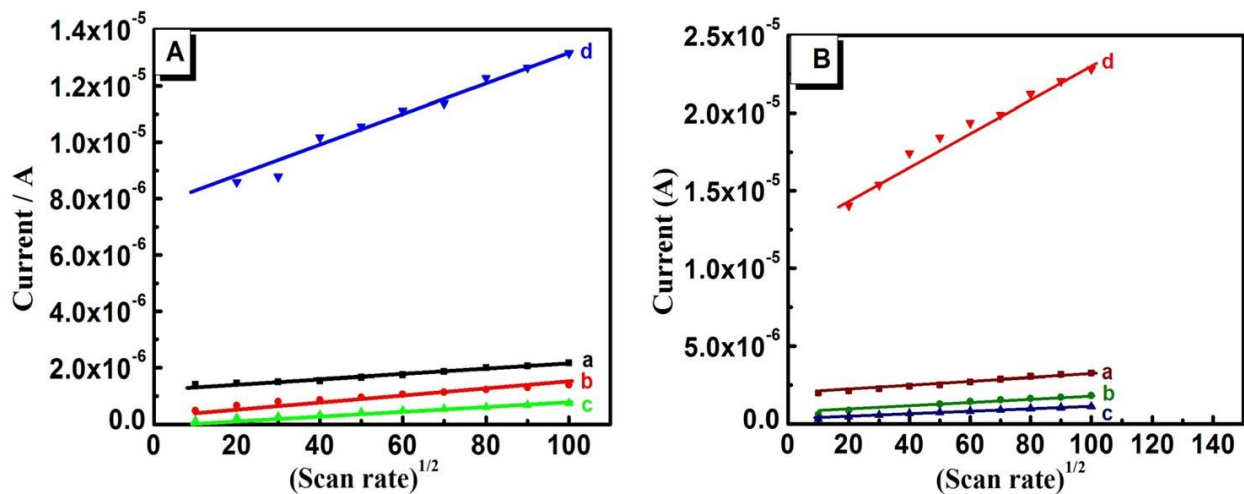 A
1.4x10-5
1.2x10-5
1.0x10-5
8.0x10-6
6.0x10-6
4.0x10-6
2.0x10-6
0.0
Current / A
0 20 40 60 80 100
(Scan rate)1/2
d
a
b
c
B
2.5x10-5
2.0x10-5
1.5x10-5
1.0x10-5
5.0x10-6
0.0
Current (A)
0 20 40 60 80 100 120 140
(Scan rate)1/2
d
a
b
c